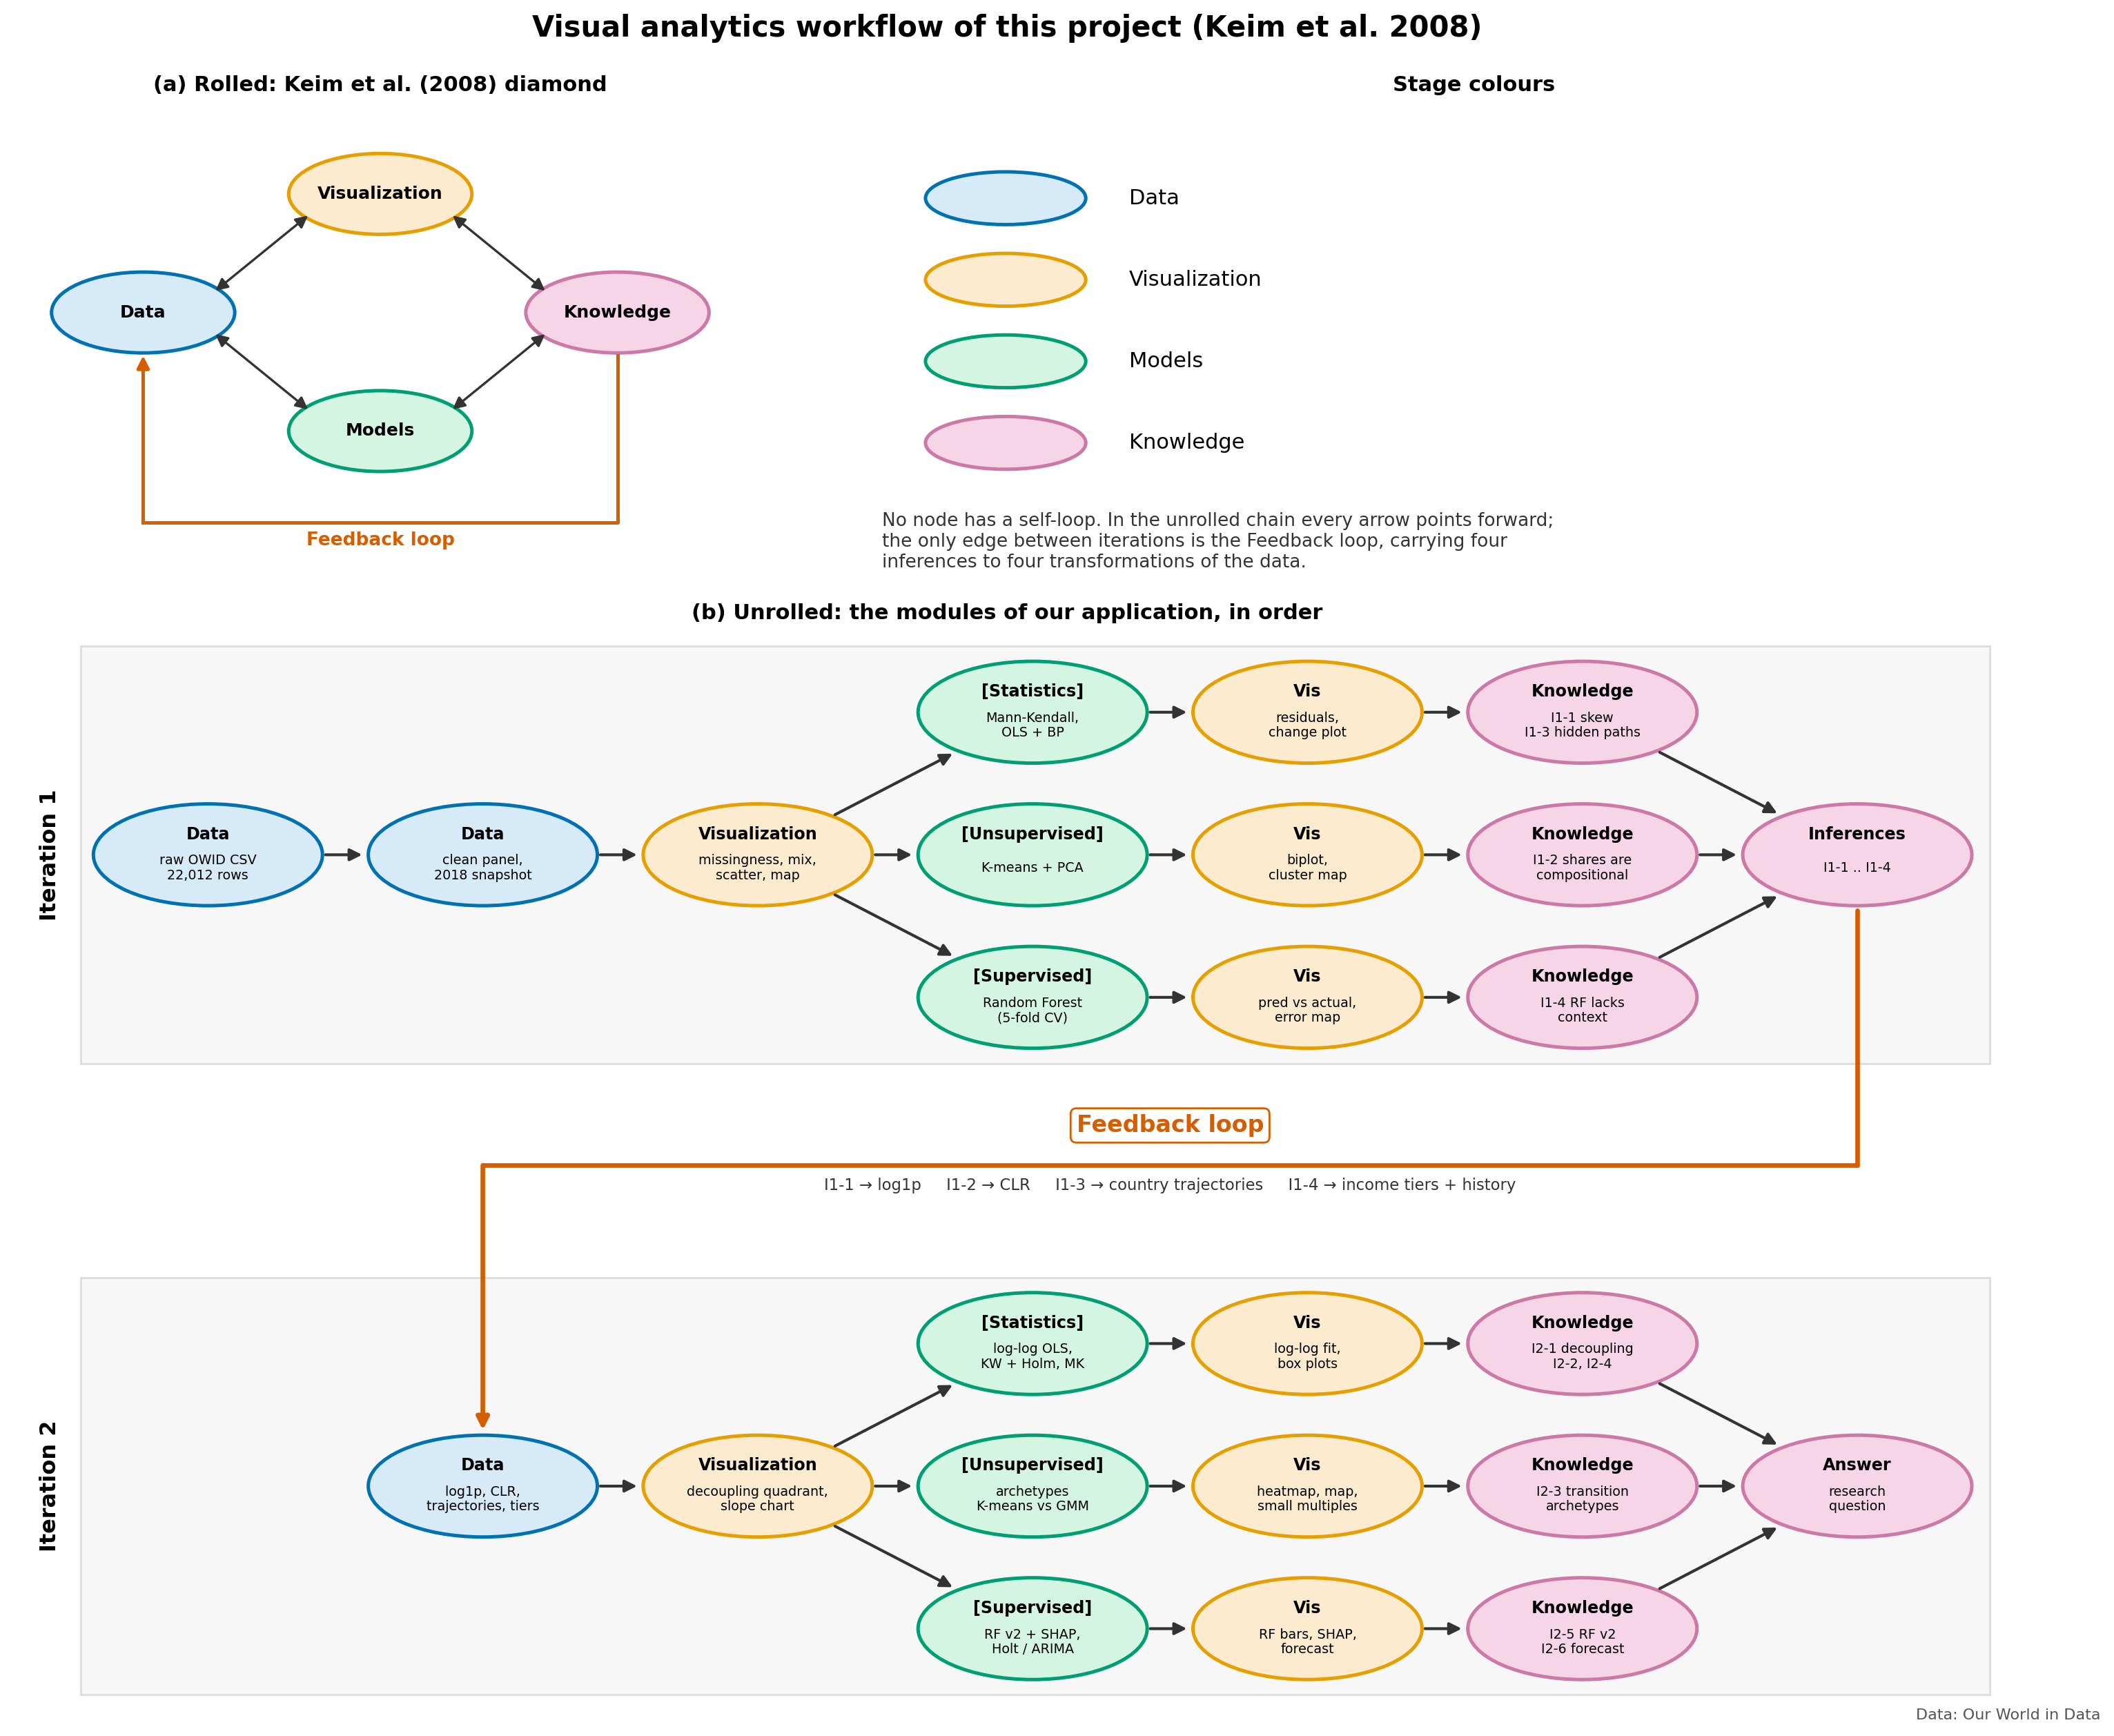 Visual analytics workflow of this project (Keim et al. 2008)
(a) Rolled: Keim et al. (2008) diamond
Visualization
Data
Knowledge
Models
Feedback loop
Stage colours
Data
Visualization
Models
Knowledge
No node has a self-loop. In the unrolled chain every arrow points forward;
the only edge between iterations is the Feedback loop, carrying four
inferences to four transformations of the data.
(b) Unrolled: the modules of our application, in order
Iteration 1
Data
raw OWID CSV
22,012 rows
Data
clean panel,
2018 snapshot
Visualization
missingness, mix,
scatter, map
[Statistics]
Mann-Kendall,
OLS + BP
Vis
residuals,
change plot
Knowledge
I1-1 skew
I1-3 hidden paths
[Unsupervised]
K-means + PCA
Vis
biplot,
cluster map
Knowledge
I1-2 shares are
compositional
[Supervised]
Random Forest
(5-fold CV)
Vis
pred vs actual,
error map
Knowledge
I1-4 RF lacks
context
Inferences
I1-1 .. I1-4
Feedback loop
I1-1 → log1p I1-2 → CLR I1-3 → country trajectories I1-4 → income tiers + history
Iteration 2
Data
log1p, CLR,
trajectories, tiers
Visualization
decoupling quadrant,
slope chart
[Statistics]
log-log OLS,
KW + Holm, MK
Vis
log-log fit,
box plots
Knowledge
I2-1 decoupling
I2-2, I2-4
[Unsupervised]
archetypes
K-means vs GMM
Vis
heatmap, map,
small multiples
Knowledge
I2-3 transition
archetypes
[Supervised]
RF v2 + SHAP,
Holt / ARIMA
Vis
RF bars, SHAP,
forecast
Knowledge
I2-5 RF v2
I2-6 forecast
Answer
research
question
Data: Our World in Data